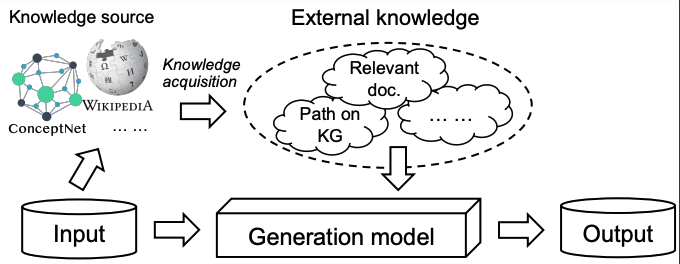 Knowledge source
External knowledge
Knowledge
acquisition
WIKIPEDIA
ConceptNet
... ...
Relevant
doc.
Path on
KG
... ...
Input
Generation model
Output